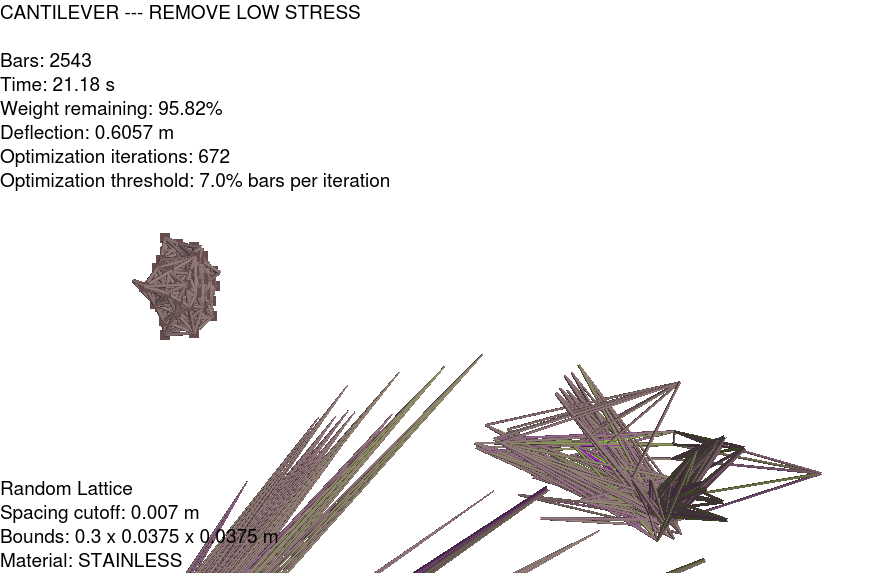 CANTILEVER --- REMOVE LOW STRESS
Bars: 2543
Time: 21.18 s
Weight remaining: 95.82%
Deflection: 0.6057 m
Optimization iterations: 672
Optimization threshold: 7.0% bars per iteration
Random Lattice
Spacing cutoff: 0.007 m
Bounds: 0.3 x 0.0375 x 0.0375 m
Material: STAINLESS